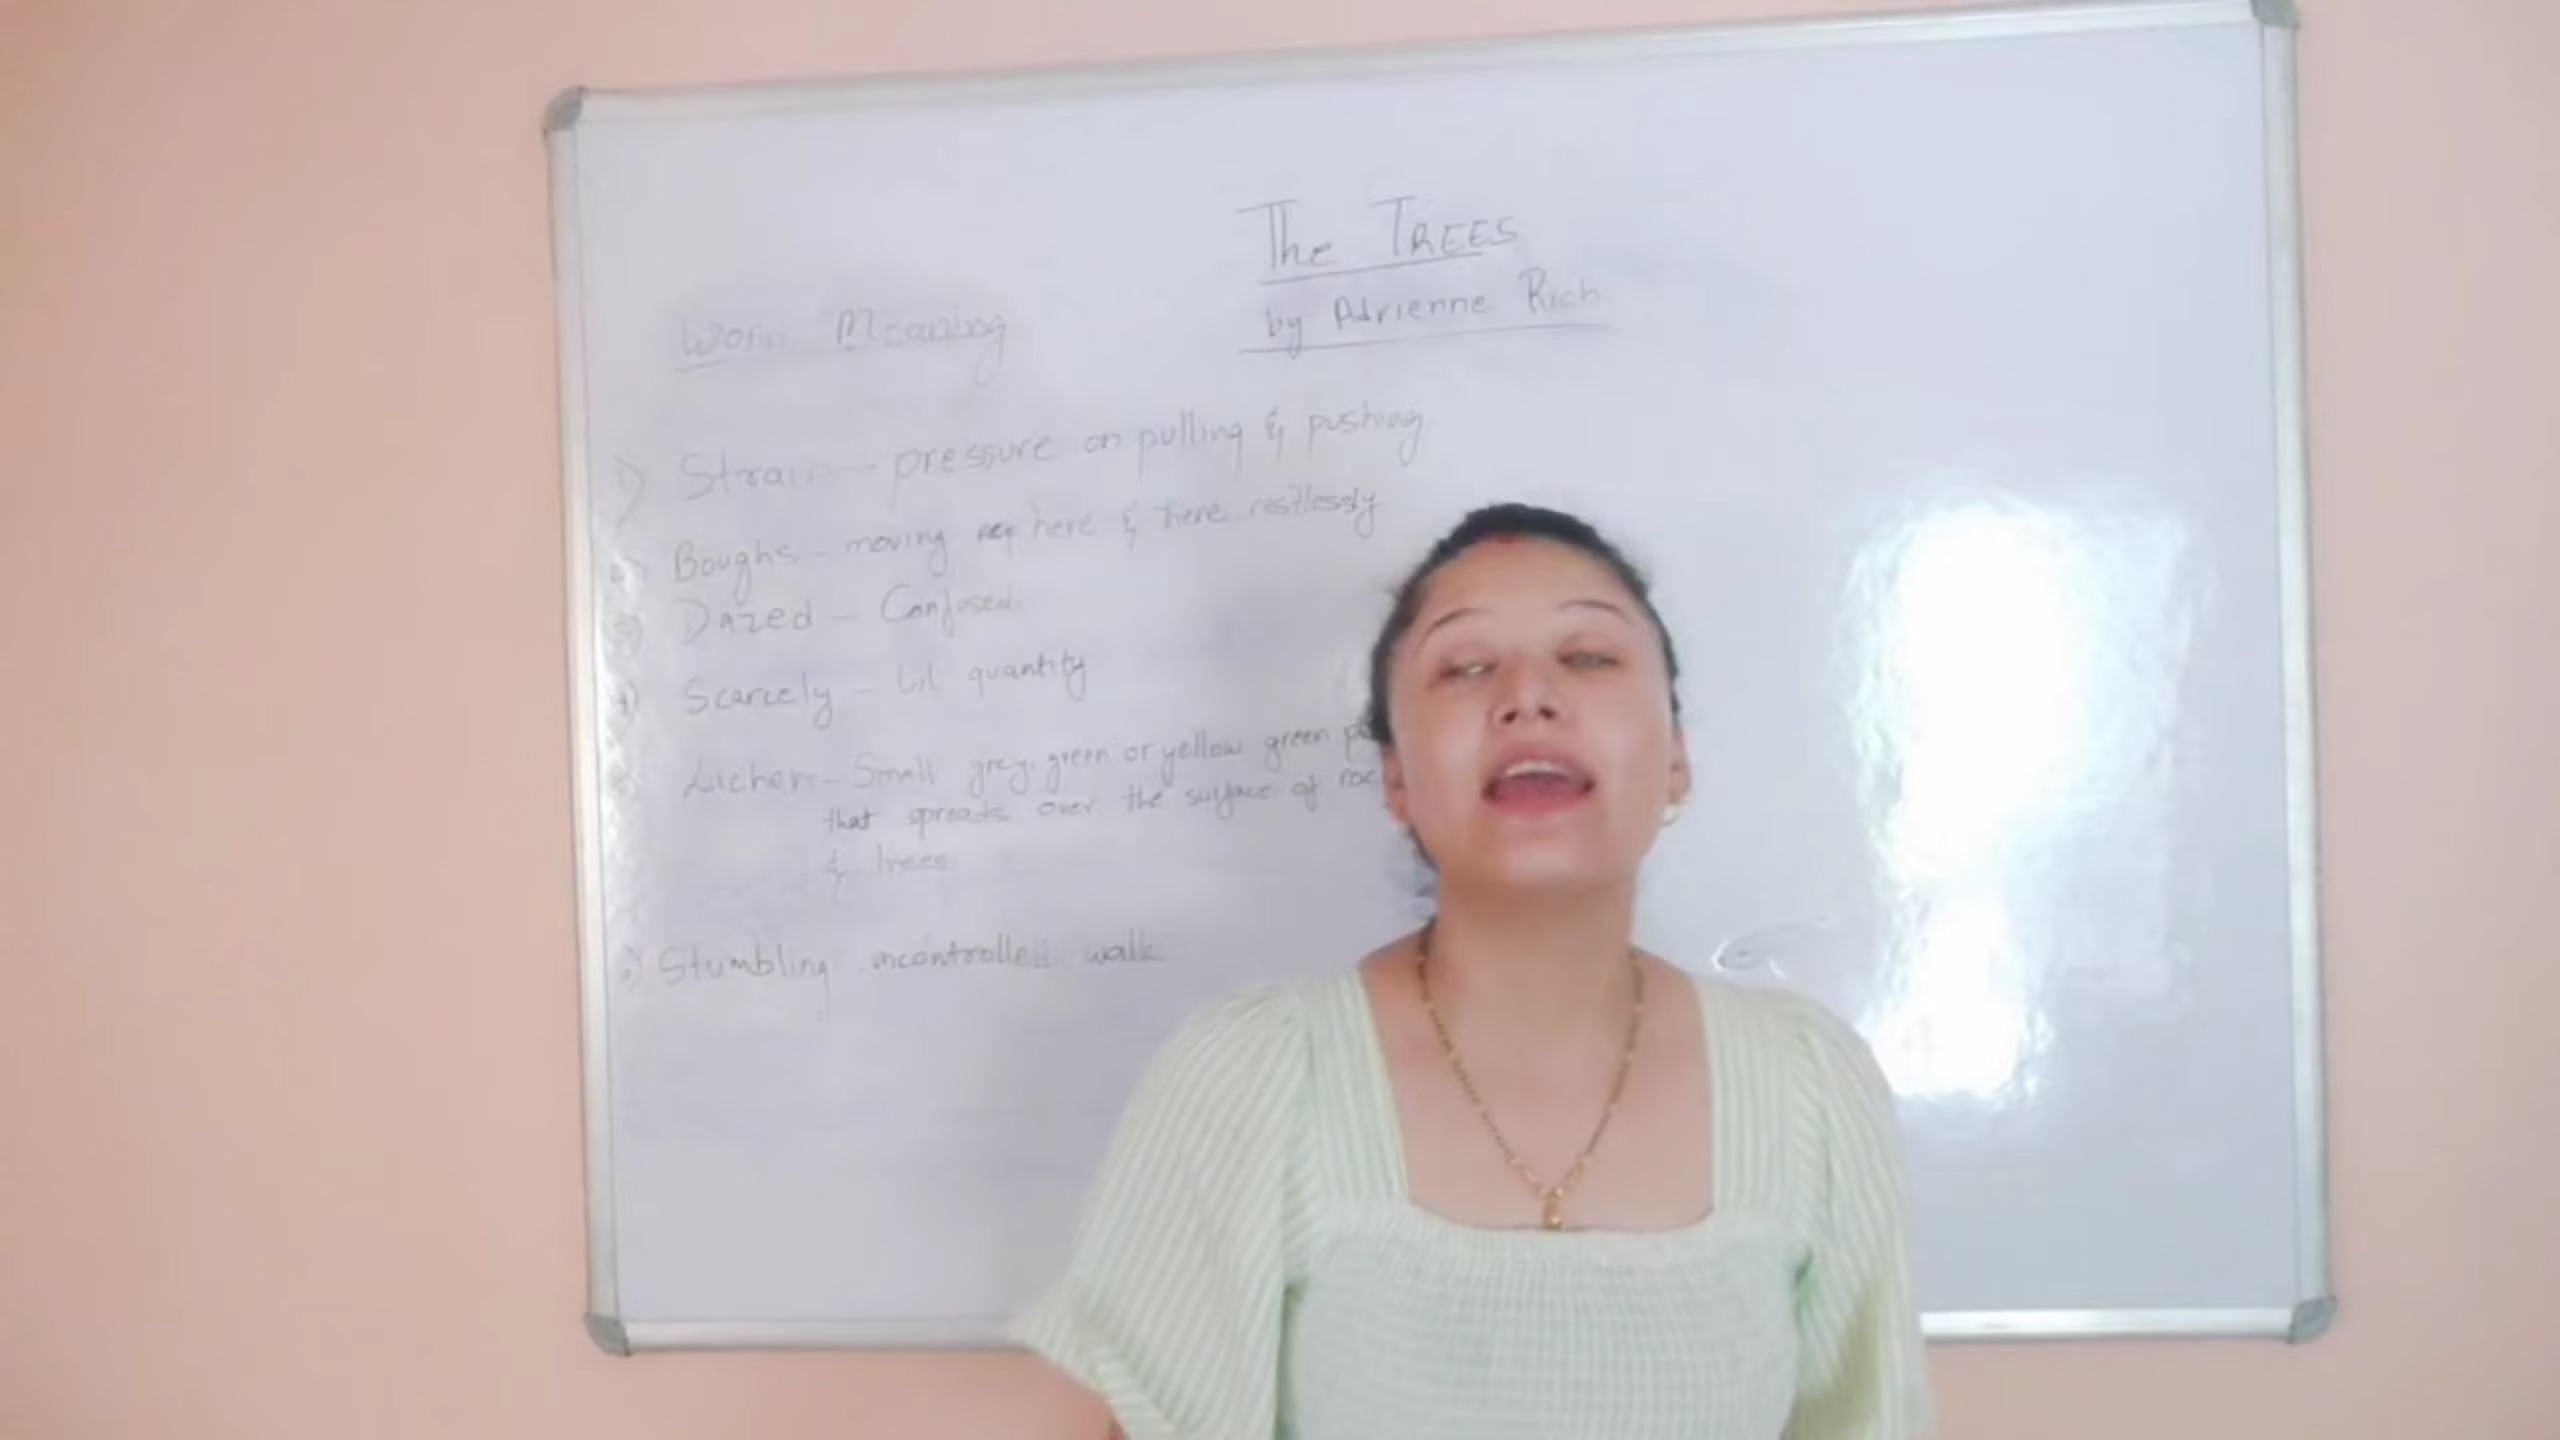 The TREES
by Adrienne Rich
Word Meaning
1) Strain - pressure on pulling & pushing
2) Boughs - moving here & there restlessly
3) Dazed - Confused
4) Scarcely - Lil quantity
Lichen - Small grey, green or yellow green
that spreads over the surface of
& trees
Stumbling uncontrolled walk